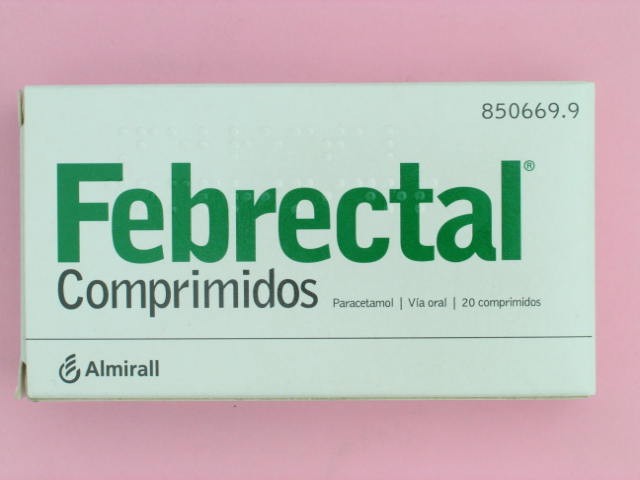 850669.9
Febrectal®
Comprimidos Paracetamol | Vía oral | 20 comprimidos
Almirall